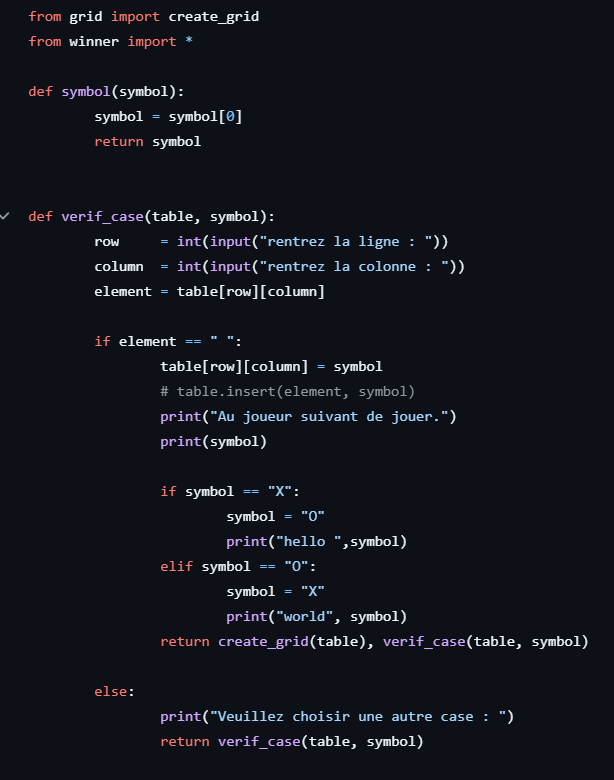 from grid import create_grid
from winner import *
def symbol(symbol):
symbol = symbol[0]
return symbol
def verif_case(table, symbol):
row     = int(input("rentrez la ligne : "))
column  = int(input("rentrez la colonne : "))
element = table[row][column]
if element == " ":
table[row][column] = symbol
# table.insert(element, symbol)
print("Au joueur suivant de jouer.")
print(symbol)
if symbol == "X":
symbol = "O"
print("hello ",symbol)
elif symbol == "O":
symbol = "X"
print("world", symbol)
return create_grid(table), verif_case(table, symbol)
else:
print("Veuillez choisir une autre case : ")
return verif_case(table, symbol)